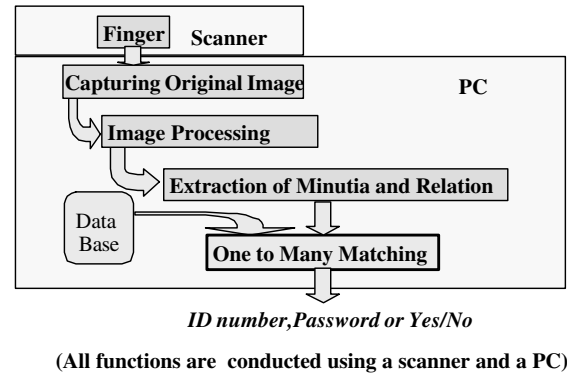 Finger
Scanner
Capturing Original Image
PC
Image Processing
Extraction of Minutia and Relation
Data
Base
One to Many Matching
ID number,Password or Yes/No
(All functions are conducted using a scanner and a PC)